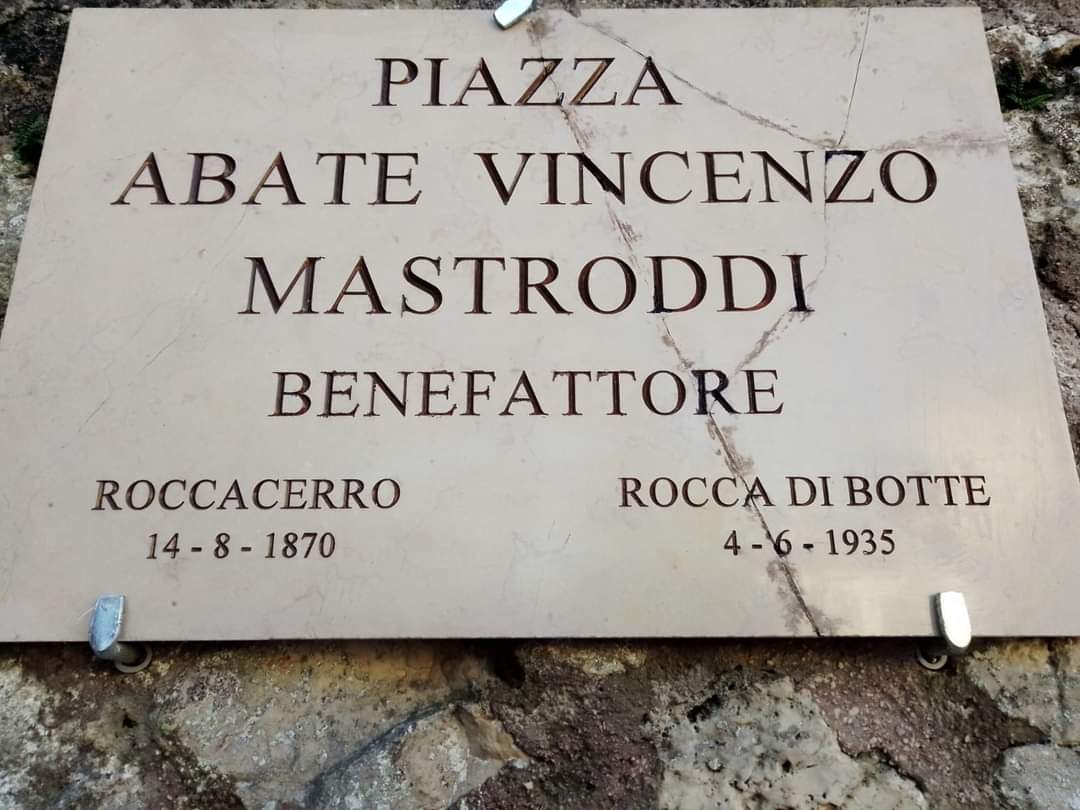 PIAZZA
ABATE VINCENZO
MASTRODDI
BENEFATTORE
ROCCACERRO ROCCA DI BOTTE
14 - 8 - 1870 4 - 6 - 1935